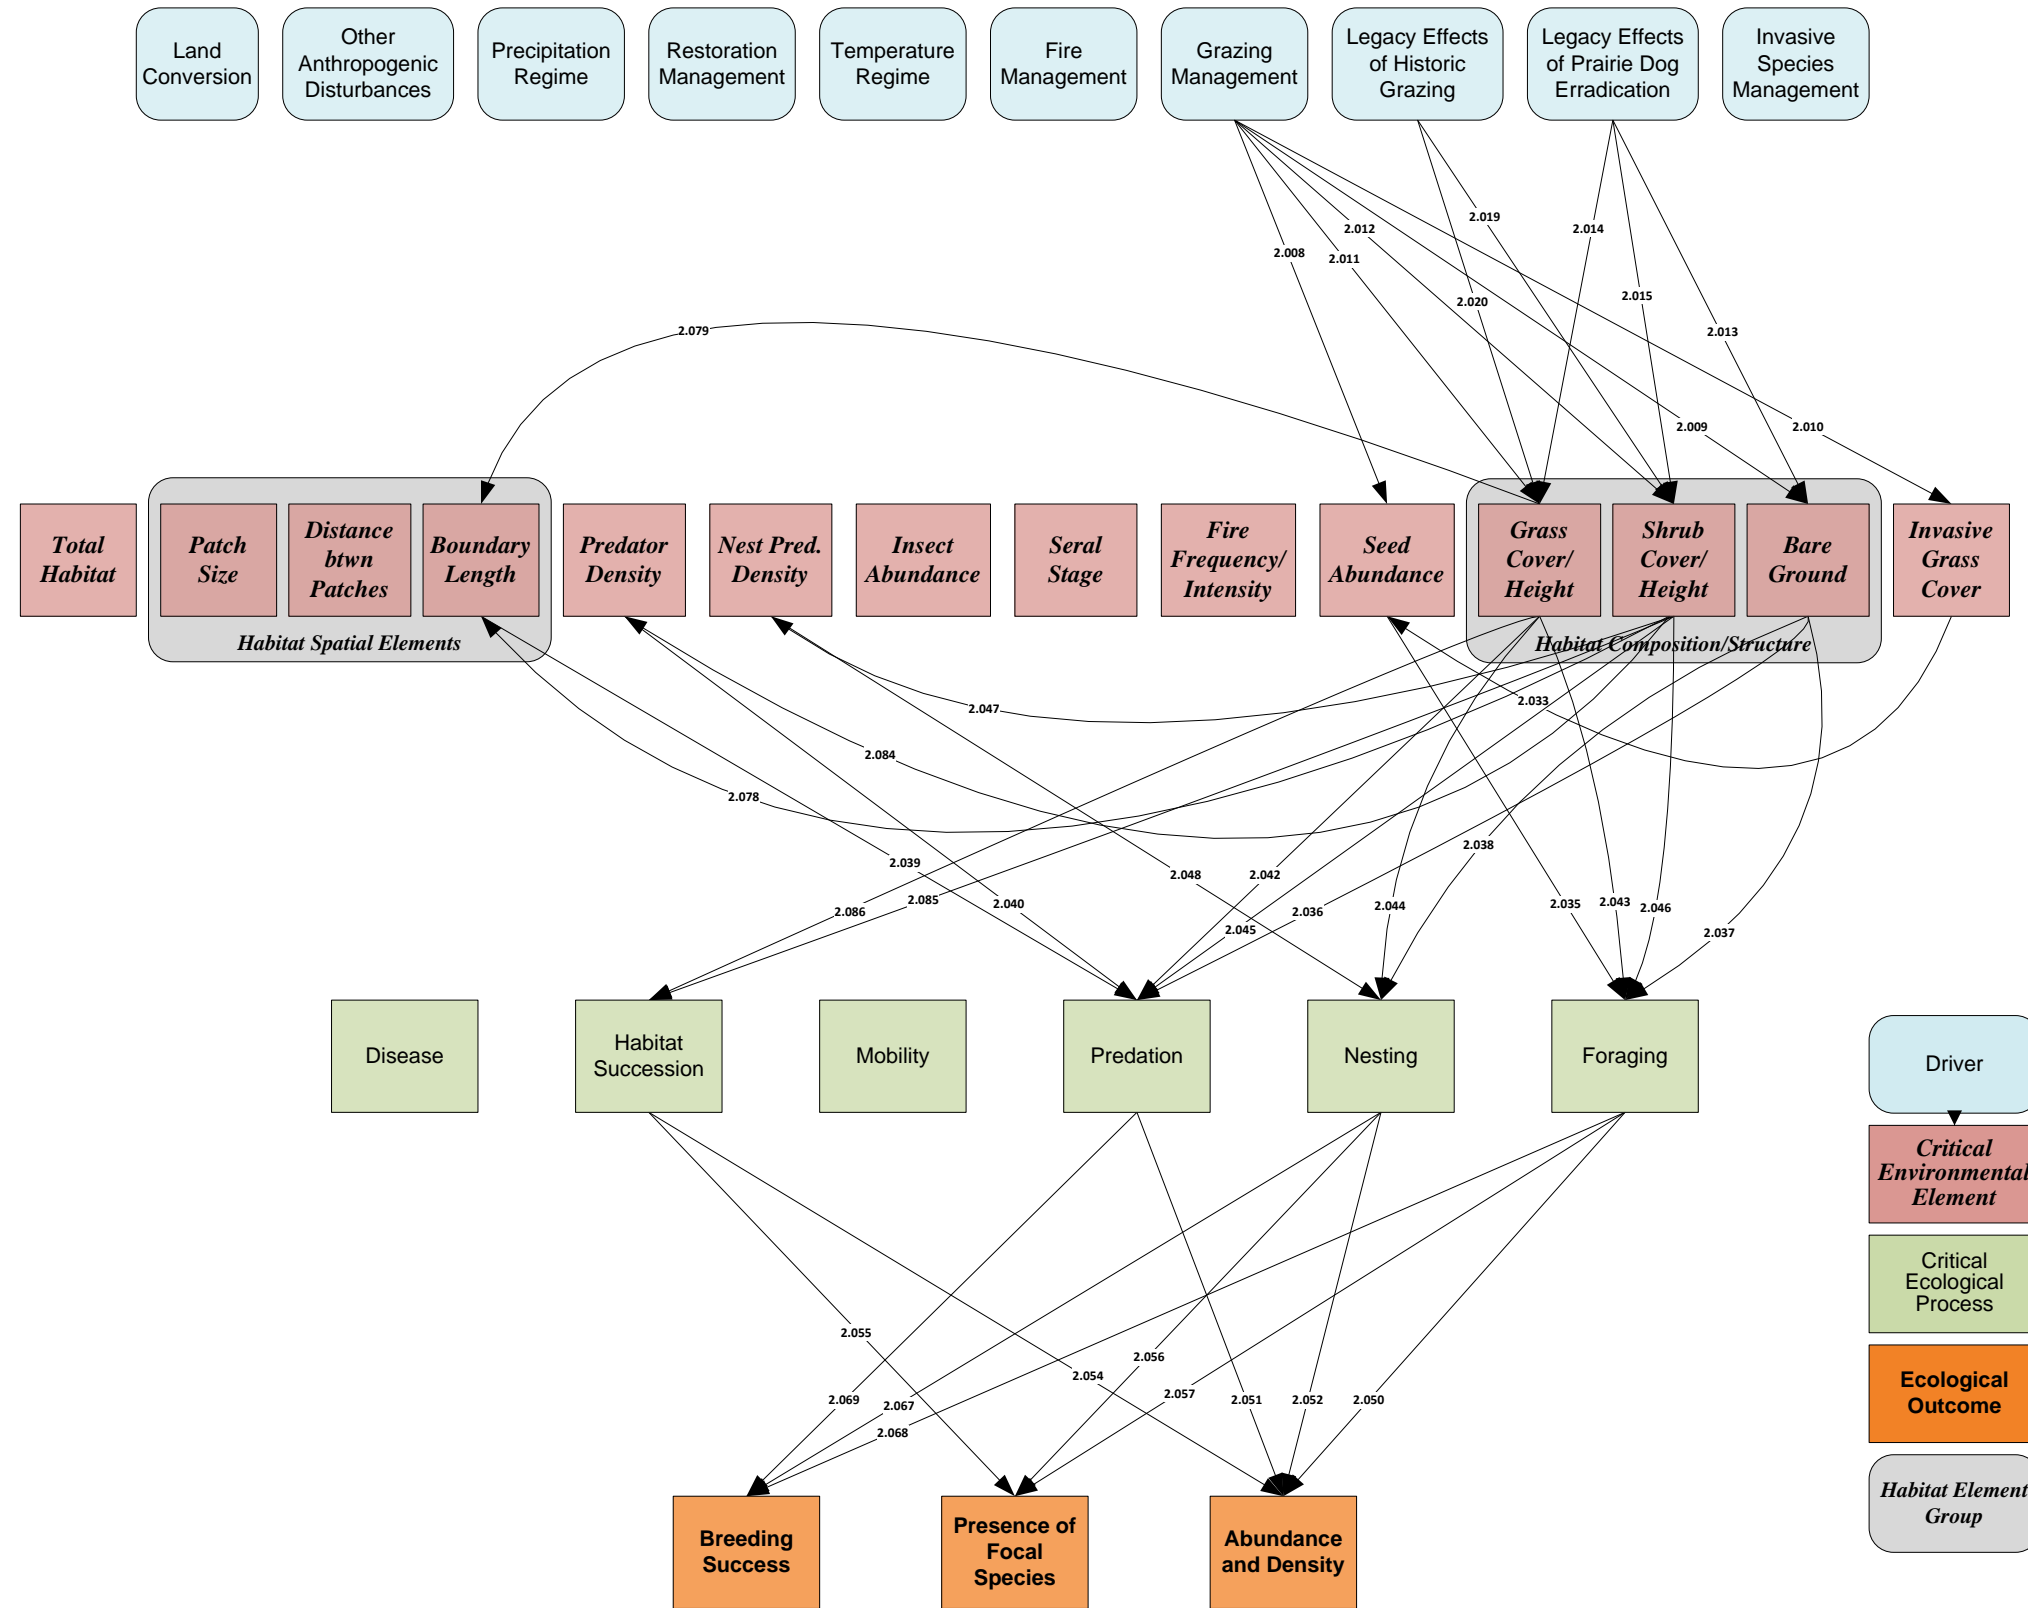 Land
Conversion
Other
Anthropogenic
Disturbances
Precipitation
Regime
Restoration
Management
Temperature
Regime
Fire
Management
Grazing
Management
Legacy Effects
of Historic
Grazing
Legacy Effects
of Prairie Dog
Erradication
Invasive
Species
Management
2.019
2.012
2.014
2.008
2.011
2.015
2.020
2.079
2.013
2.009
2.010
Total
Habitat
Patch
Size
Distance
btwn
Patches
Boundary
Length
Habitat Spatial Elements
Predator
Density
Nest Pred.
Density
Insect
Abundance
Seral
Stage
Fire
Frequency/
Intensity
Seed
Abundance
Grass
Cover/
Height
Shrub
Cover/
Height
Bare
Ground
Habitat Composition/Structure
Invasive
Grass
Cover
2.033
2.047
2.084
2.078
2.038
2.039
2.048
2.042
2.085
2.040
2.035
2.043
2.044
2.046
2.086
2.036
2.045
2.037
Disease
Habitat
Succession
Mobility
Predation
Nesting
Foraging
2.055
2.056
2.054
2.057
2.069
2.051
2.052
2.050
2.067
2.068
Breeding
Success
Presence of
Focal
Species
Abundance
and Density
Driver
Critical
Environmental
Element
Critical
Ecological
Process
Ecological
Outcome
Habitat Element
Group